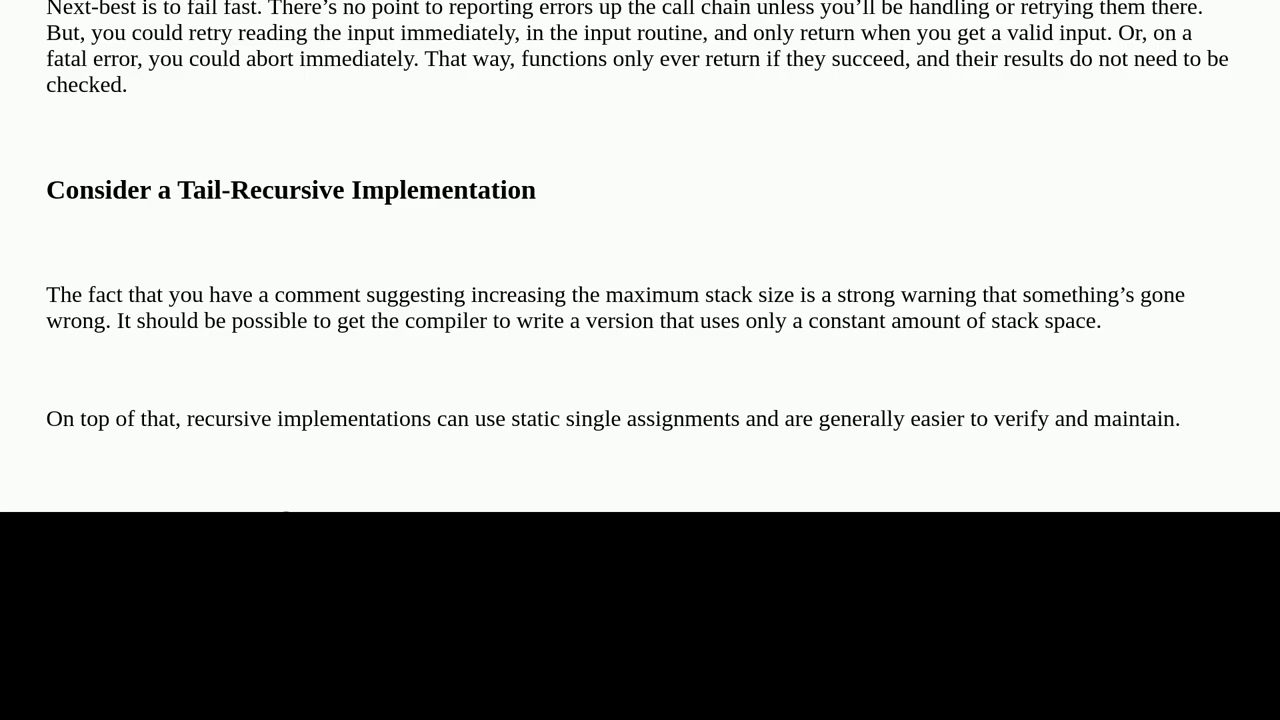 Next-best is to fail fast. There’s no point to reporting errors up the call chain unless you’ll be handling or retrying them there.
But, you could retry reading the input immediately, in the input routine, and only return when you get a valid input. Or, on a
fatal error, you could abort immediately. That way, functions only ever return if they succeed, and their results do not need to be
checked.
Consider a Tail-Recursive Implementation
The fact that you have a comment suggesting increasing the maximum stack size is a strong warning that something’s gone
wrong. It should be possible to get the compiler to write a version that uses only a constant amount of stack space.
On top of that, recursive implementations can use static single assignments and are generally easier to verify and maintain.